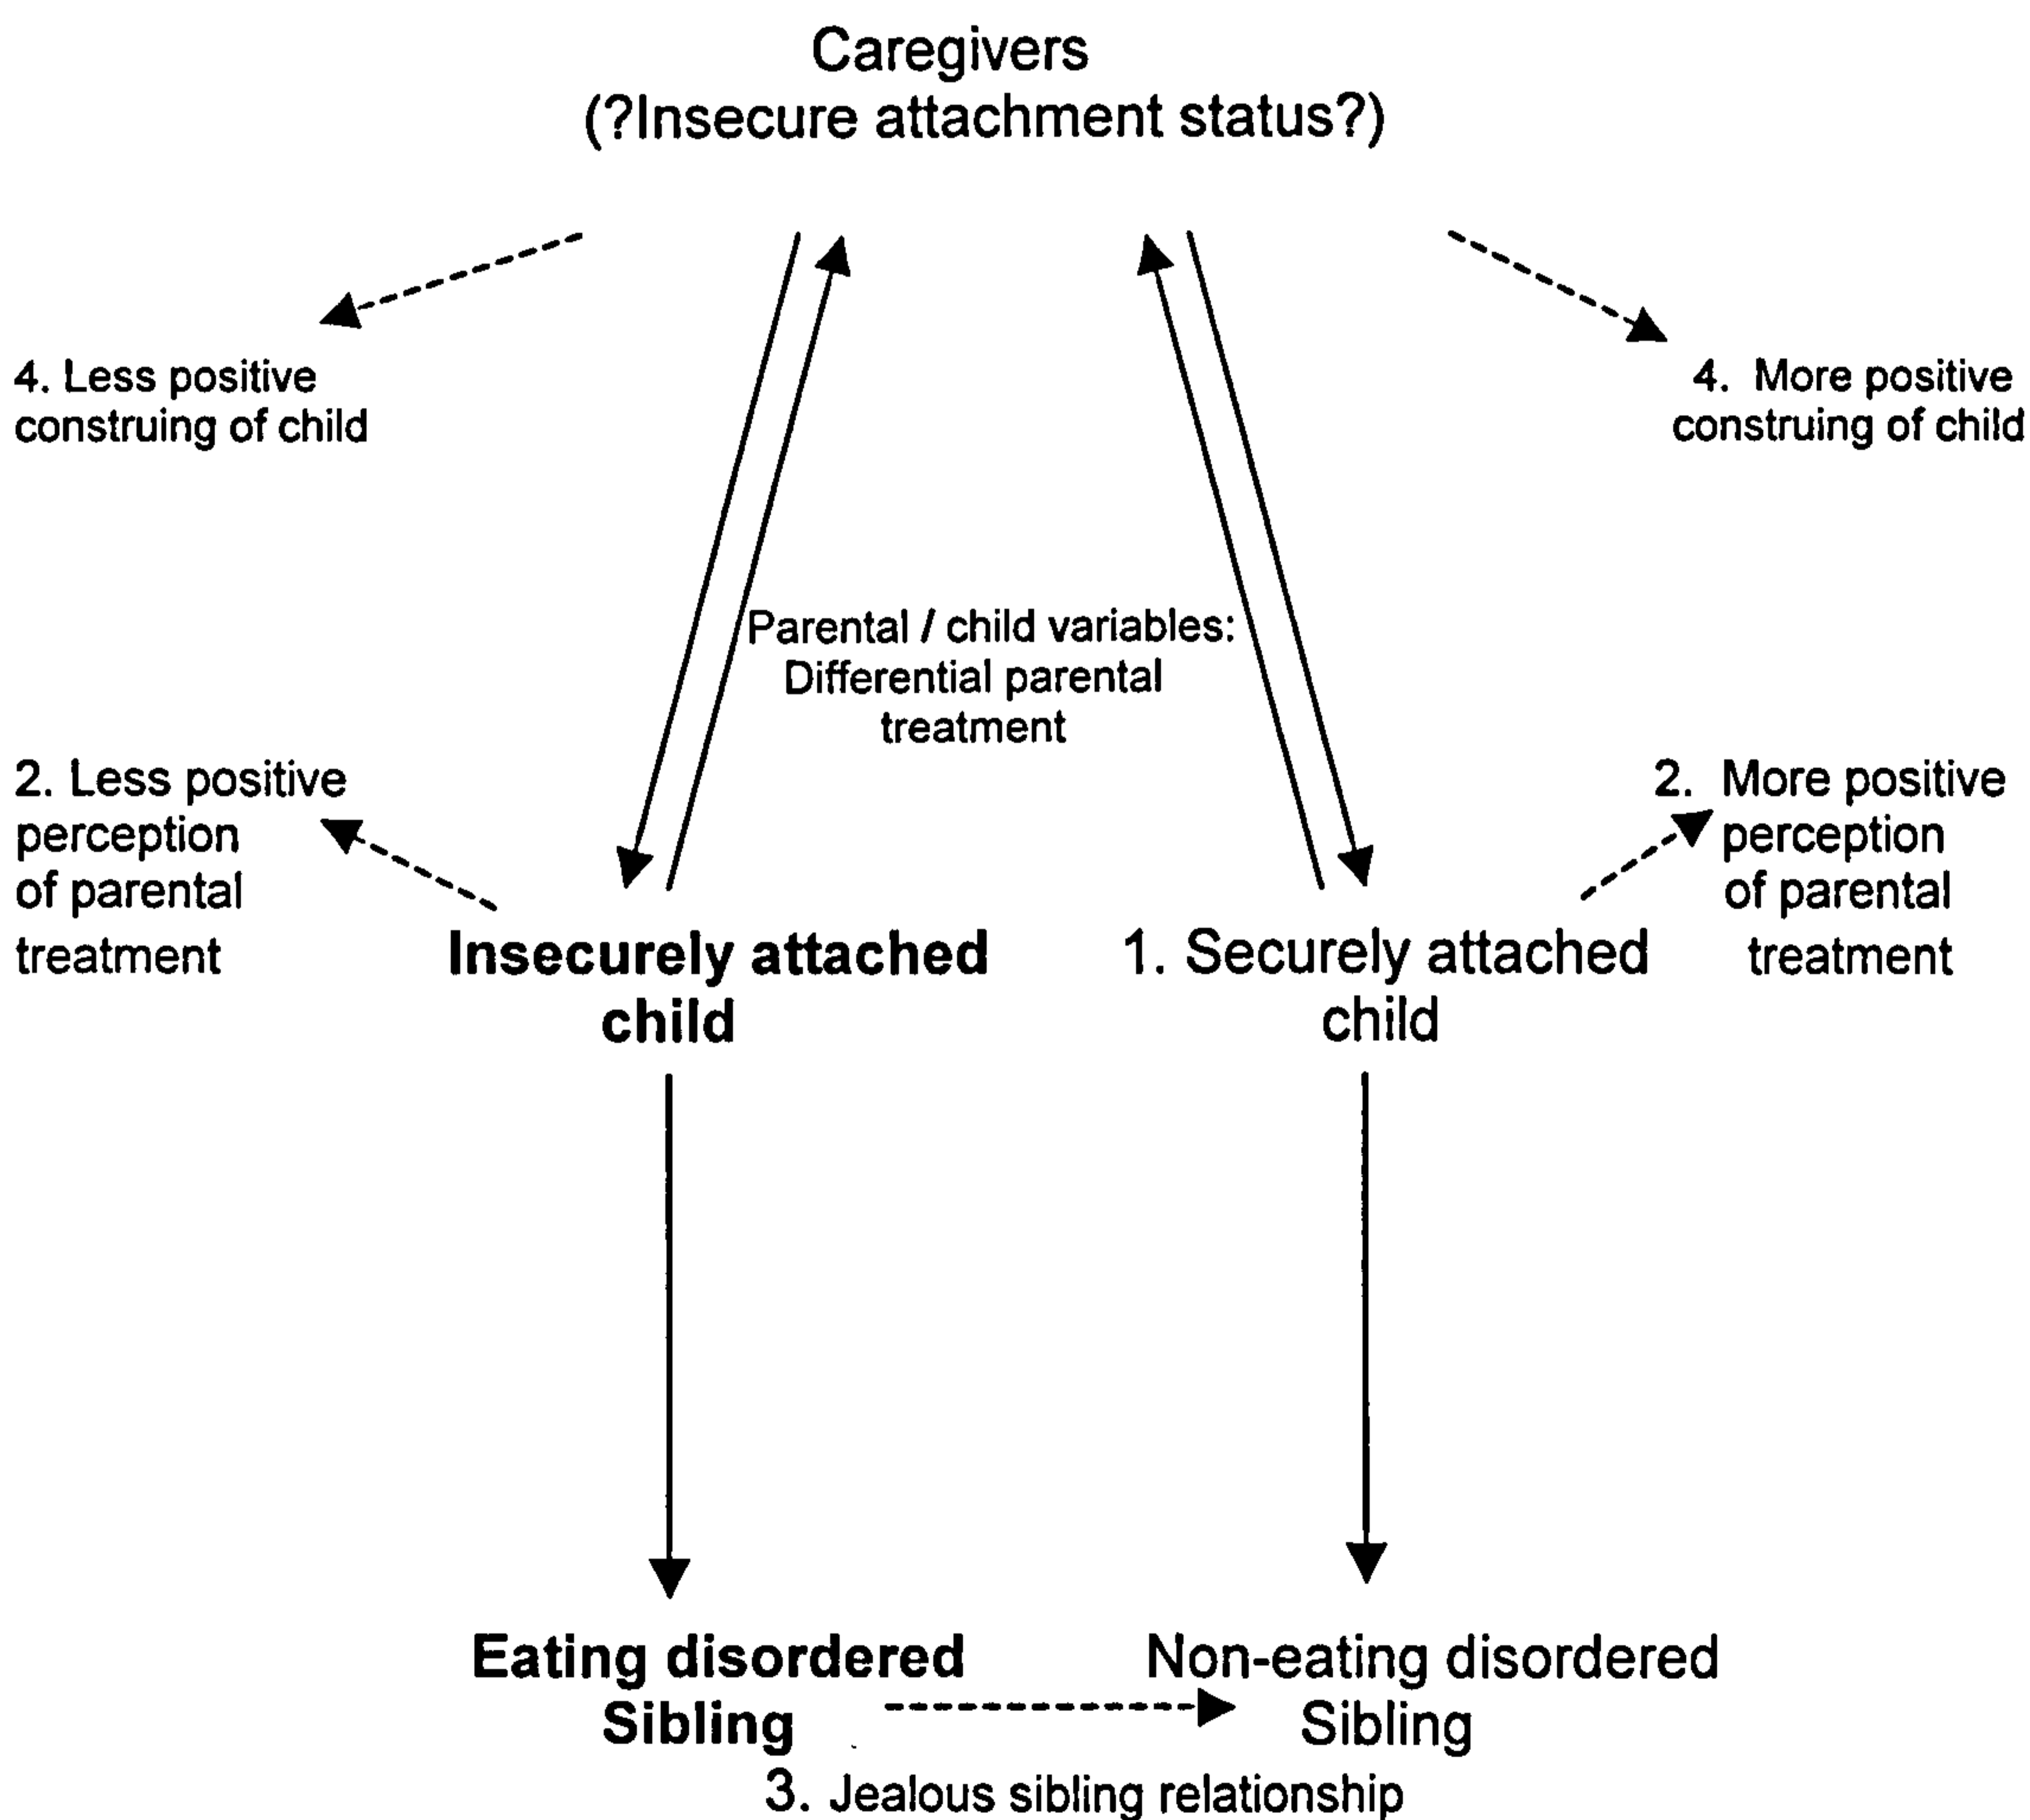 Caregivers
(?Insecure attachment status?)
4. Less positive
construing of child
4. More positive
construing of child
Parental / child variables:
Differential parental
treatment
2. Less positive
perception
of parental
treatment
2. More positive
perception
of parental
treatment
Insecurely attached
child
1. Securely attached
child
Eating disordered
Sibling
Non-eating disordered
Sibling
3. Jealous sibling relationship